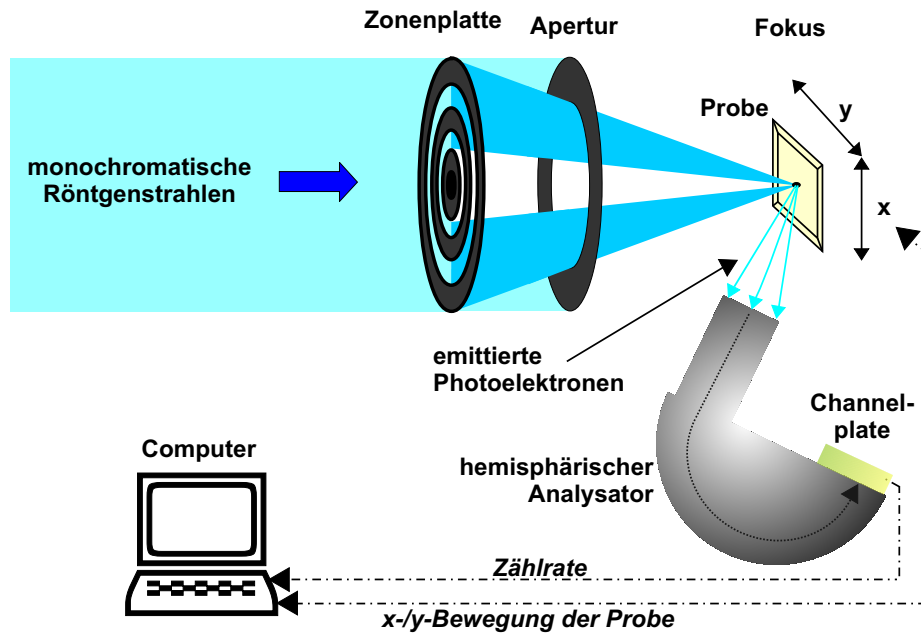 Zonenplatte
Apertur
Fokus
Probe
y
monochromatische
Röntgenstrahlen
x
emittierte
Photoelektronen
Channel-
plate
Computer
hemisphärischer
Analysator
Zählrate
x-/y-Bewegung der Probe